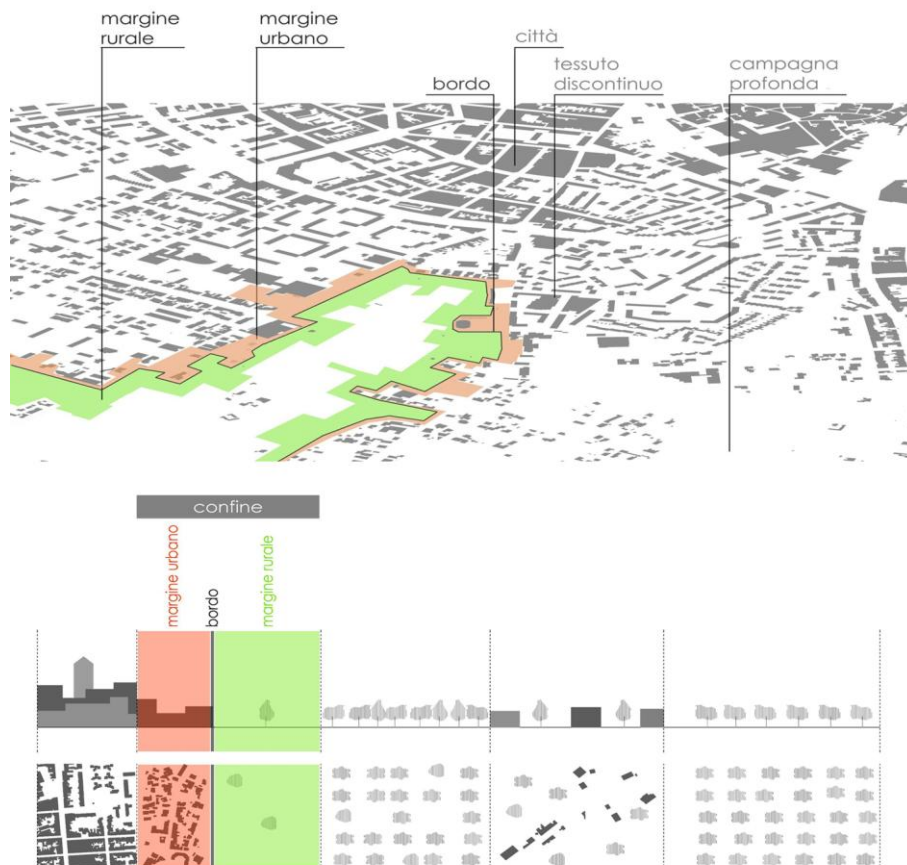 margine
rurale
margine
urbano
bordo
città
tessuto
discontinuo
campagna
profonda
confine
margine urbano
bordo
margine rurale